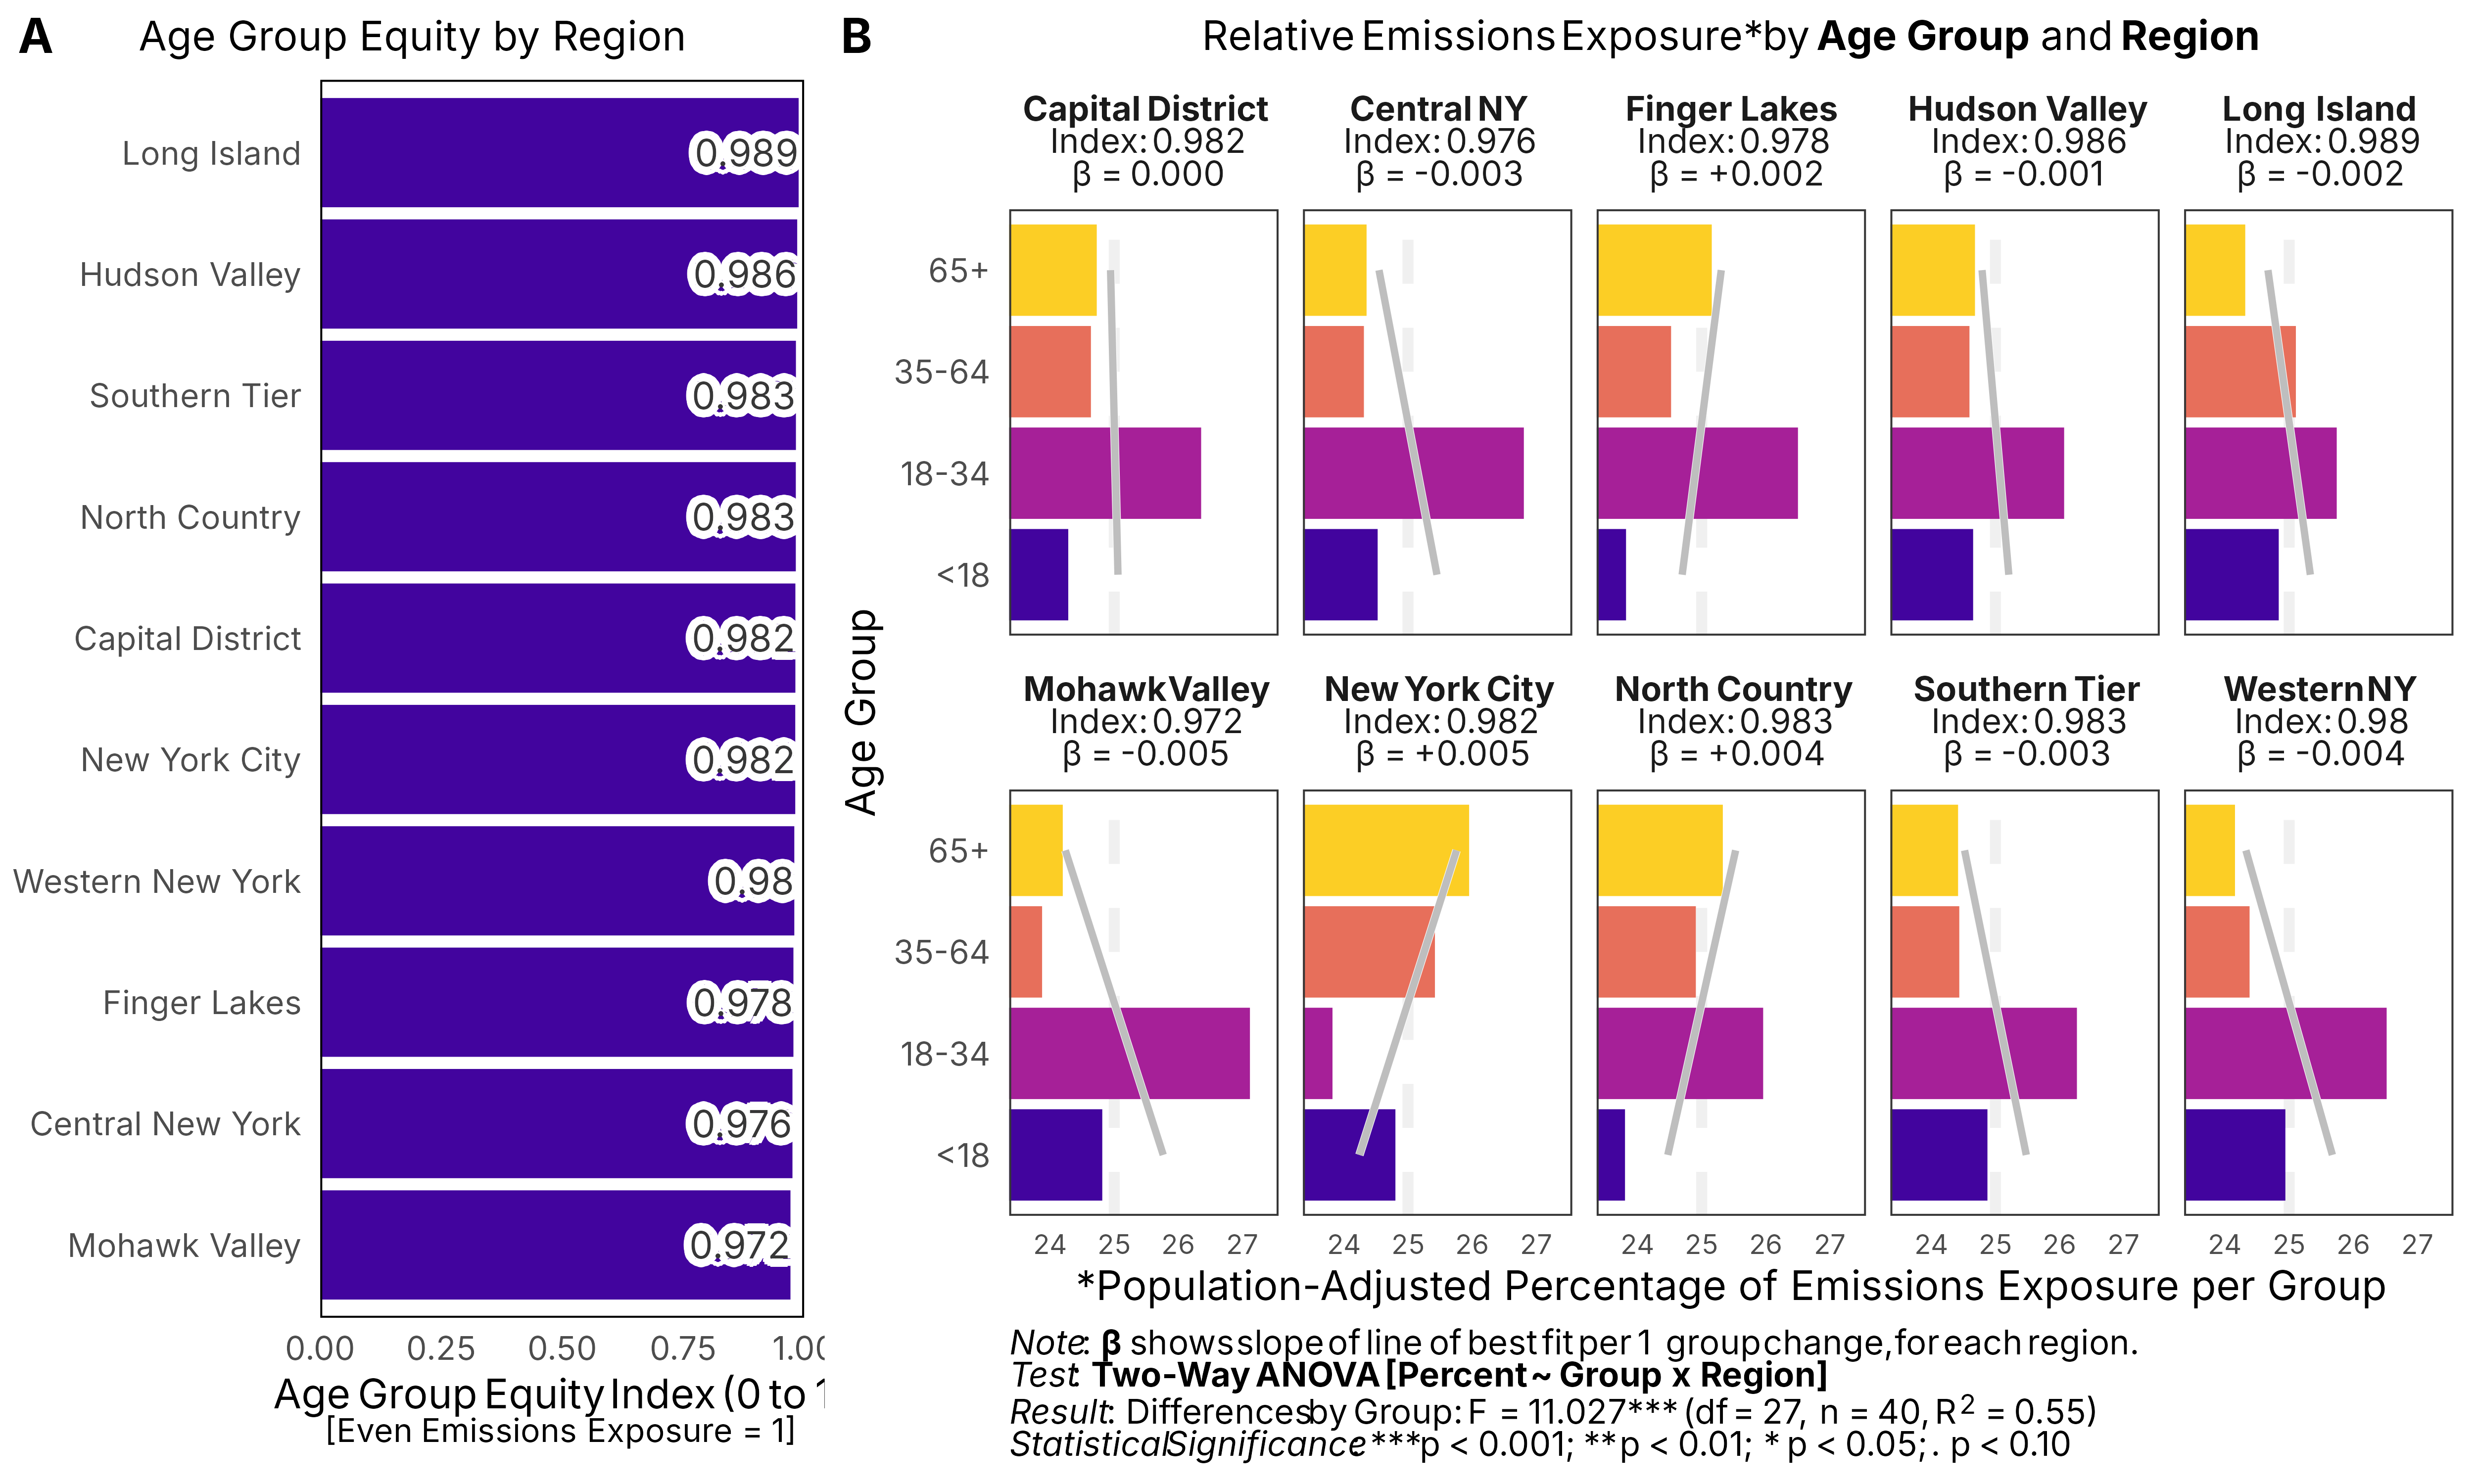 A
Age Group Equity by Region
Long Island
0.989
Hudson Valley
0.986
Southern Tier
0.983
North Country
0.983
Capital District
0.982
New York City
0.982
Western New York
0.98
Finger Lakes
0.978
Central New York
0.976
Mohawk Valley
0.972
0.00 0.25 0.50 0.75 1.00
Age Group Equity Index (0 to 1
[Even Emissions Exposure = 1]
B
Relative Emissions Exposure* by Age Group and Region
Capital District
Index: 0.982
β = 0.000
Central NY
Index: 0.976
β = -0.003
Finger Lakes
Index: 0.978
β = +0.002
Hudson Valley
Index: 0.986
β = -0.001
Long Island
Index: 0.989
β = -0.002
65+
35-64
18-34
<18
Age Group
Mohawk Valley
Index: 0.972
β = -0.005
New York City
Index: 0.982
β = +0.005
North Country
Index: 0.983
β = +0.004
Southern Tier
Index: 0.983
β = -0.003
Western NY
Index: 0.98
β = -0.004
65+
35-64
18-34
<18
24 25 26 27 24 25 26 27 24 25 26 27 24 25 26 27 24 25 26 27
*Population-Adjusted Percentage of Emissions Exposure per Group
Note: β shows slope of line of best fit per 1 group change, for each region.
Test: Two-Way ANOVA [Percent ~ Group x Region]
Result: Differences by Group: F = 11.027*** (df = 27, n = 40, R² = 0.55)
Statistical Significance: ***p < 0.001; **p < 0.01; * p < 0.05; . p < 0.10